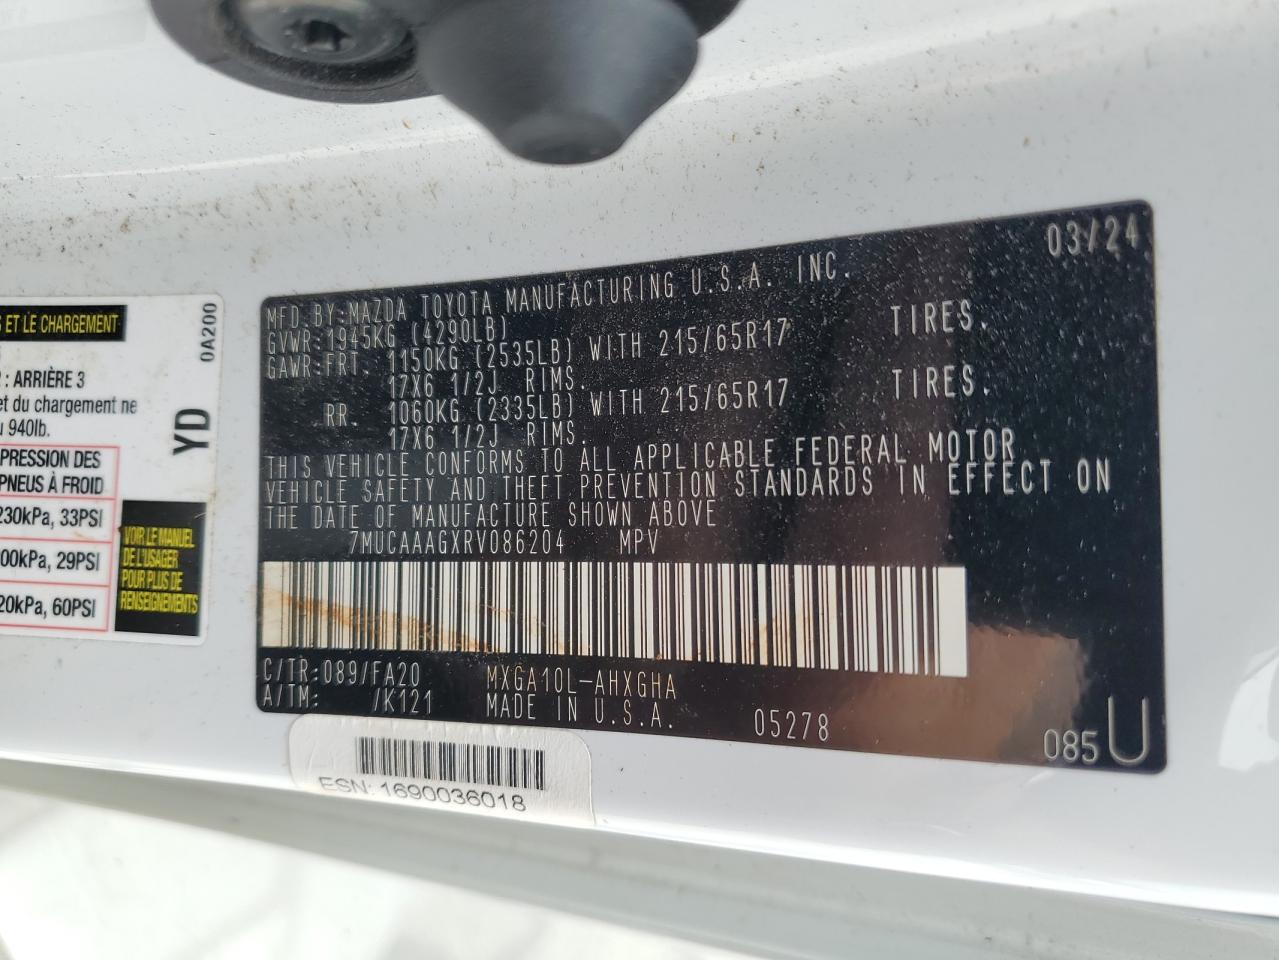 S ET LE CHARGEMENT
0A200
: ARRIÈRE 3
et du chargement ne
940lb.
YD
PRESSION DES
PNEUS À FROID
230kPa, 33PSI
00kPa, 29PSI
20kPa, 60PSI
VOIR LE MANUEL
DE L'USAGER
POUR PLUS DE
RENSEIGNEMENTS
03/24
MFD.BY:MAZDA TOYOTA MANUFACTURING U.S.A. INC.
GVWR:1945KG (4290LB)
GAWR:FRT. 1150KG (2535LB) WITH 215/65R17 TIRES.
17X6 1/2J RIMS.
RR. 1060KG (2335LB) WITH 215/65R17 TIRES.
17X6 1/2J RIMS.
THIS VEHICLE CONFORMS TO ALL APPLICABLE FEDERAL MOTOR
VEHICLE SAFETY AND THEFT PREVENTION STANDARDS IN EFFECT ON
THE DATE OF MANUFACTURE SHOWN ABOVE
7MUCAAAGXRV086204 MPV
C/TR:089/FA20 MXGA10L-AHXGHA
A/TM: /K121 MADE IN U.S.A. 05278
085U
ESN: 1690036018